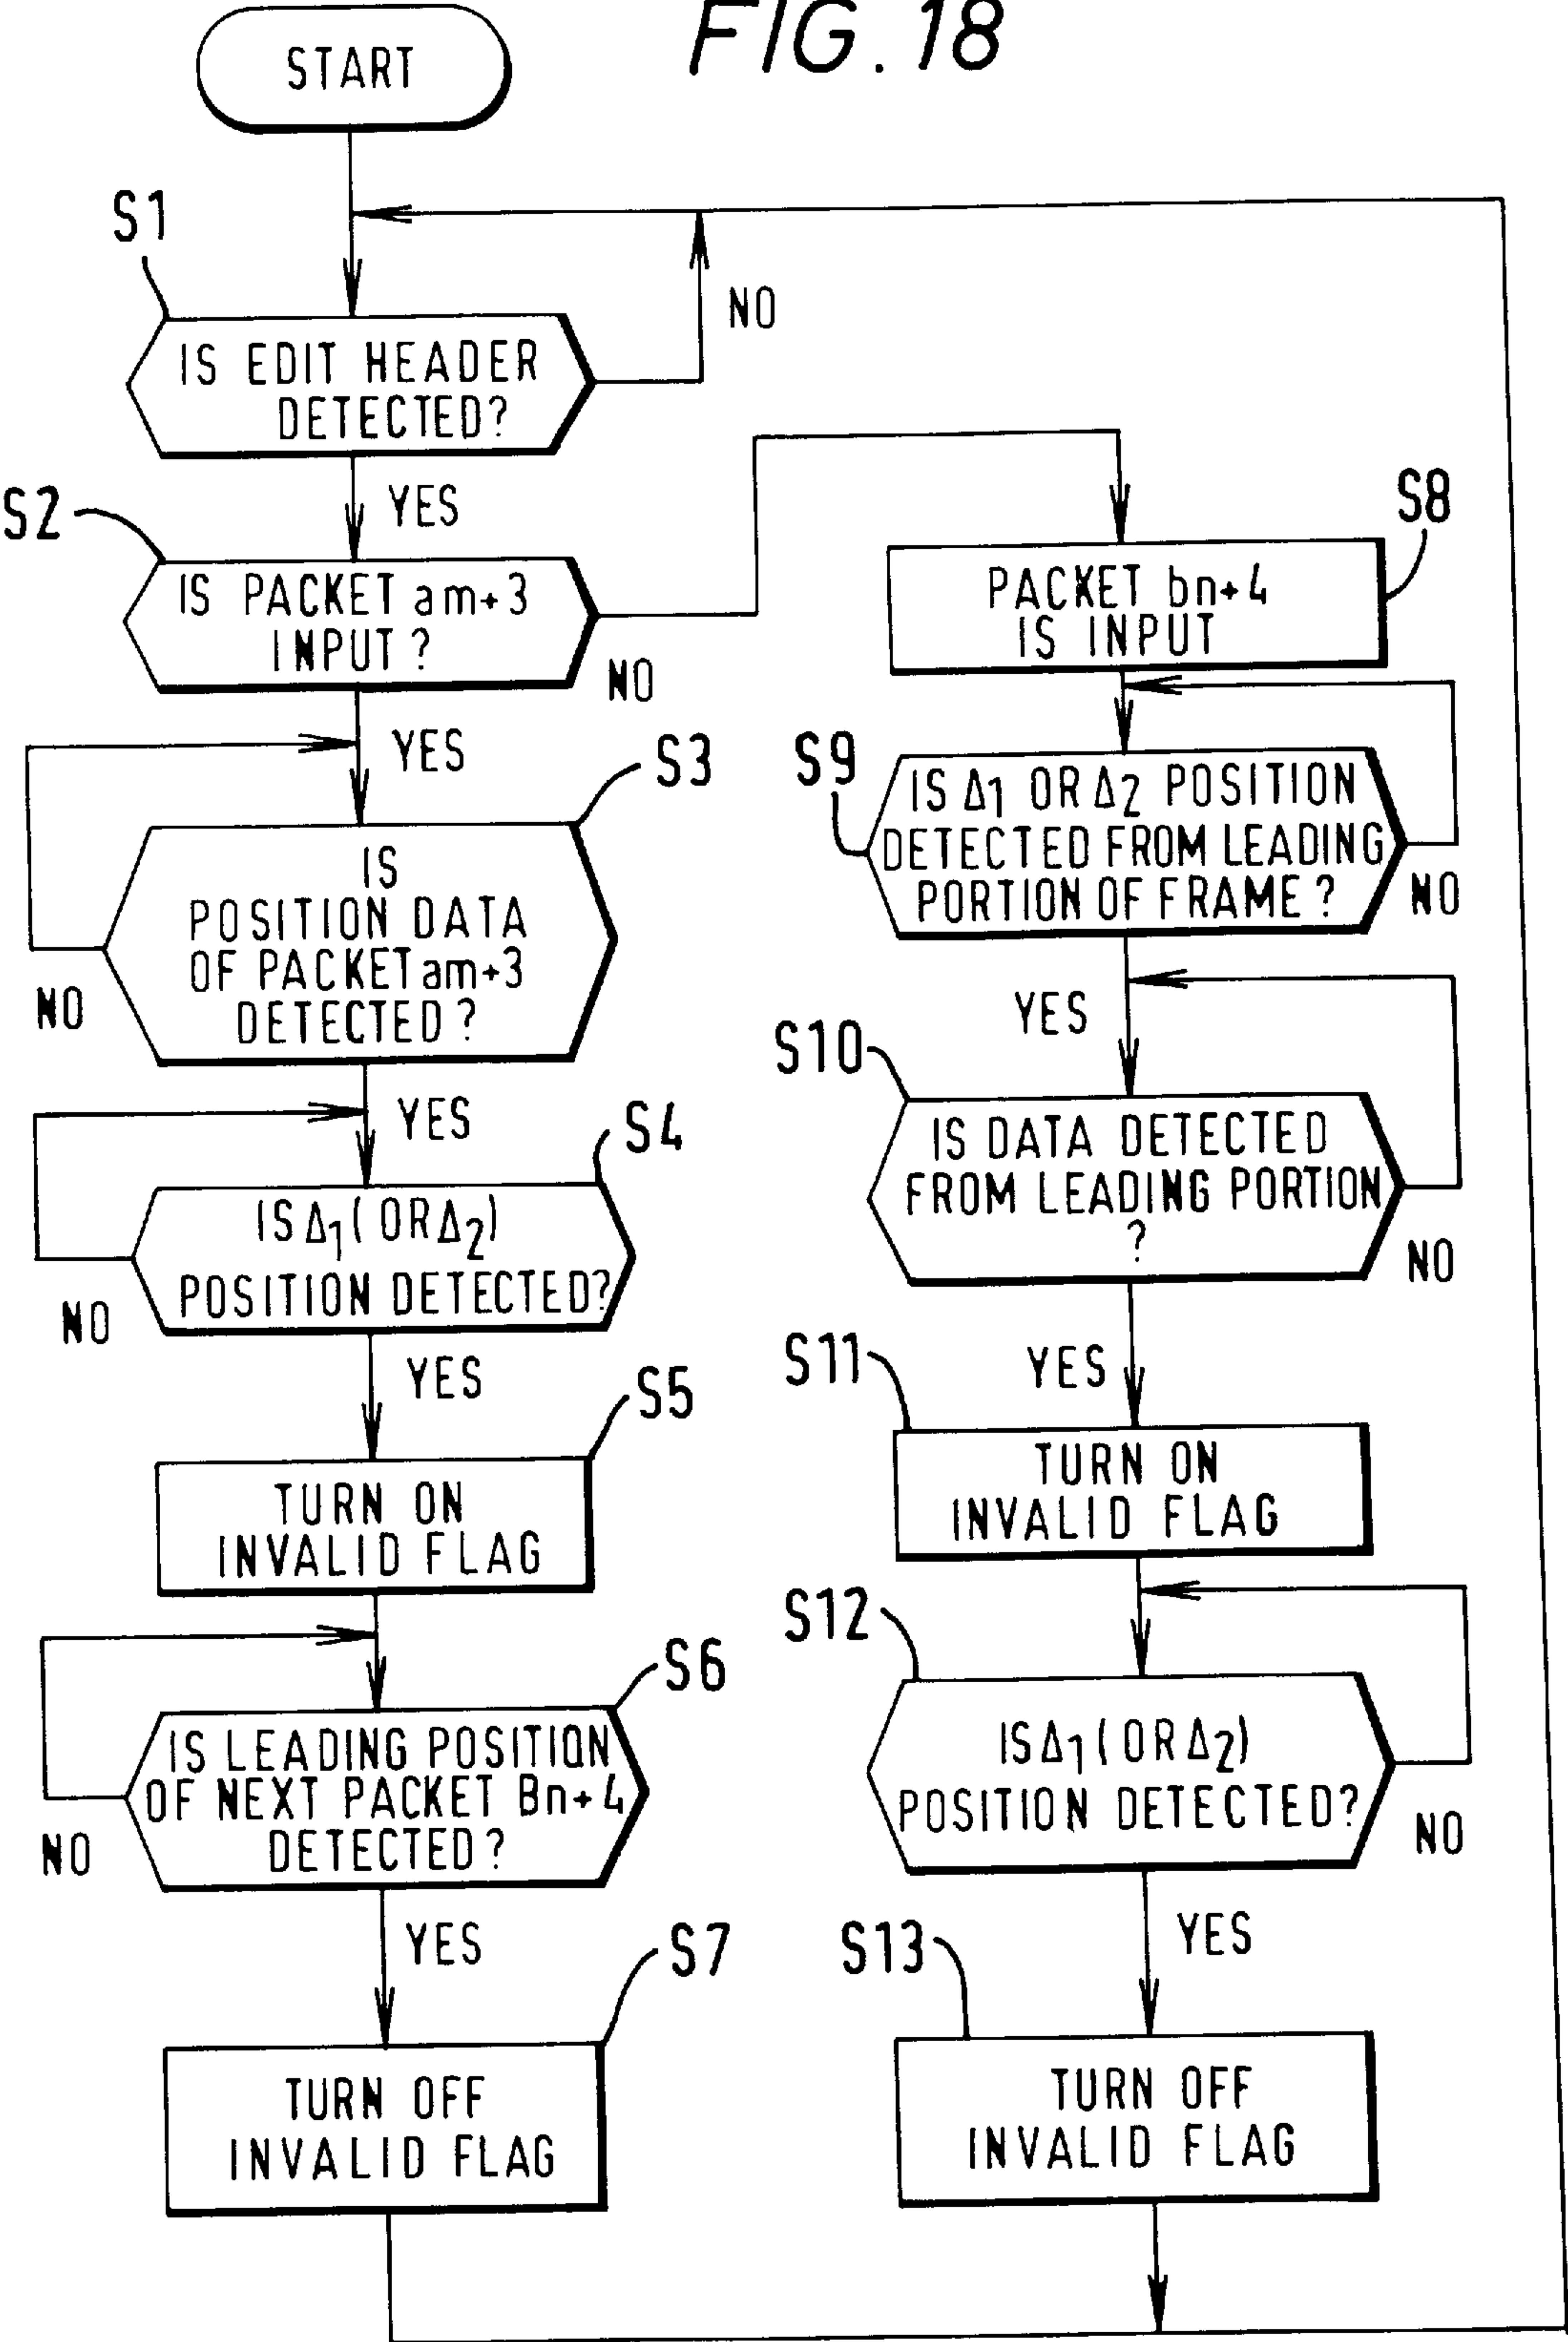 FIG. 18
START
S1
NO
IS EDIT HEADER
DETECTED?
YES
S2
IS PACKET am+3
INPUT?
NO
YES
S3
IS
POSITION DATA
OF PACKET am+3
DETECTED?
NO
YES
S4
IS Δ1 (OR Δ2)
POSITION DETECTED?
NO
YES
S5
TURN ON
INVALID FLAG
S6
IS LEADING POSITION
OF NEXT PACKET Bn+4
DETECTED?
NO
YES
S7
TURN OFF
INVALID FLAG
S8
PACKET bn+4
IS INPUT
S9
IS Δ1 OR Δ2 POSITION
DETECTED FROM LEADING
PORTION OF FRAME?
NO
YES
S10
IS DATA DETECTED
FROM LEADING PORTION
?
NO
YES
S11
TURN ON
INVALID FLAG
S12
IS Δ1 (OR Δ2)
POSITION DETECTED?
NO
YES
S13
TURN OFF
INVALID FLAG